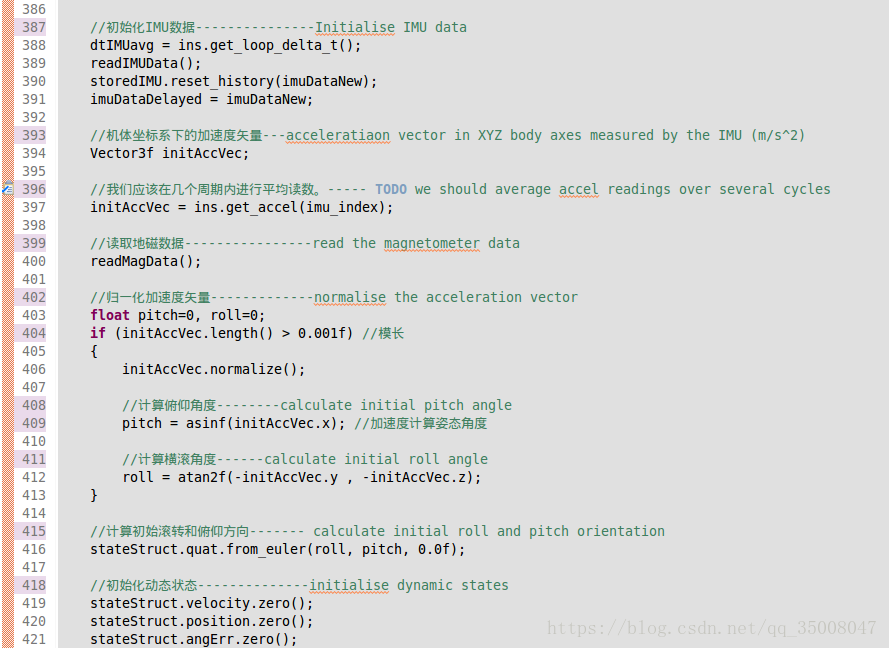 386
387 //初始化IMU数据---------------Initialise IMU data
388 dtIMUavg = ins.get_loop_delta_t();
389 readIMUData();
390 storedIMU.reset_history(imuDataNew);
391 imuDataDelayed = imuDataNew;
392
393 //机体坐标系下的加速度矢量---acceleratiaon vector in XYZ body axes measured by the IMU (m/s^2)
394 Vector3f initAccVec;
395
396 //我们应该在几个周期内进行平均读数。----- TODO we should average accel readings over several cycles
397 initAccVec = ins.get_accel(imu_index);
398
399 //读取地磁数据----------------read the magnetometer data
400 readMagData();
401
402 //归一化加速度矢量-------------normalise the acceleration vector
403 float pitch=0, roll=0;
404 if (initAccVec.length() > 0.001f) //模长
405 {
406 initAccVec.normalize();
407
408 //计算俯仰角度--------calculate initial pitch angle
409 pitch = asinf(initAccVec.x); //加速度计算姿态角度
410
411 //计算横滚角度------calculate initial roll angle
412 roll = atan2f(-initAccVec.y , -initAccVec.z);
413 }
414
415 //计算初始滚转和俯仰方向------- calculate initial roll and pitch orientation
416 stateStruct.quat.from_euler(roll, pitch, 0.0f);
417
418 //初始化动态状态--------------initialise dynamic states
419 stateStruct.velocity.zero();
420 stateStruct.position.zero();
421 stateStruct.angErr.zero();
https://blog.csdn.net/qq_35008047